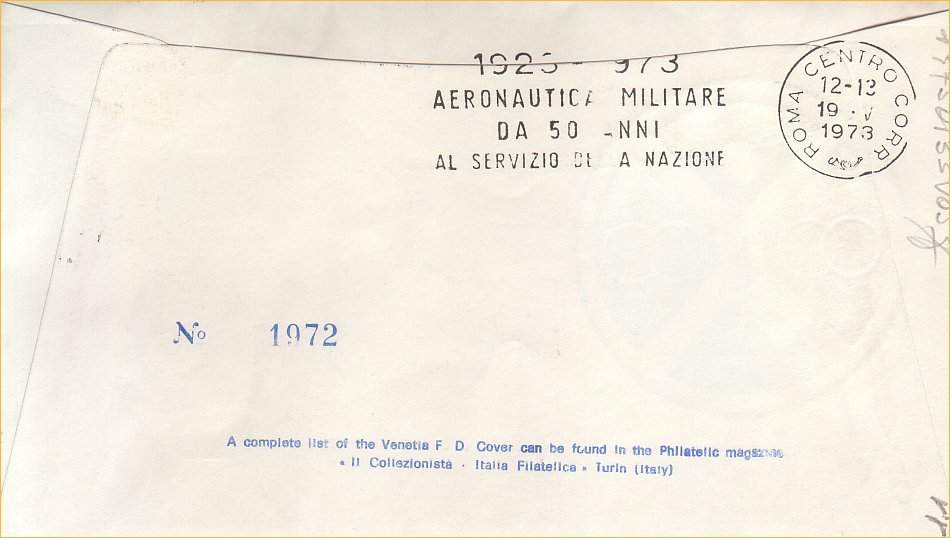 1923 - 973
AERONAUTICA MILITARE
DA 50 NNI
AL SERVIZIO DE A NAZIONE
ROMA CENTRO CORR
12-13
19 · V
1973
No 1972
A complete list of the Venetia F. D. Cover can be found in the Philatelic magazine
« Il Collezionista · Italia Filatelica » Turin (Italy)